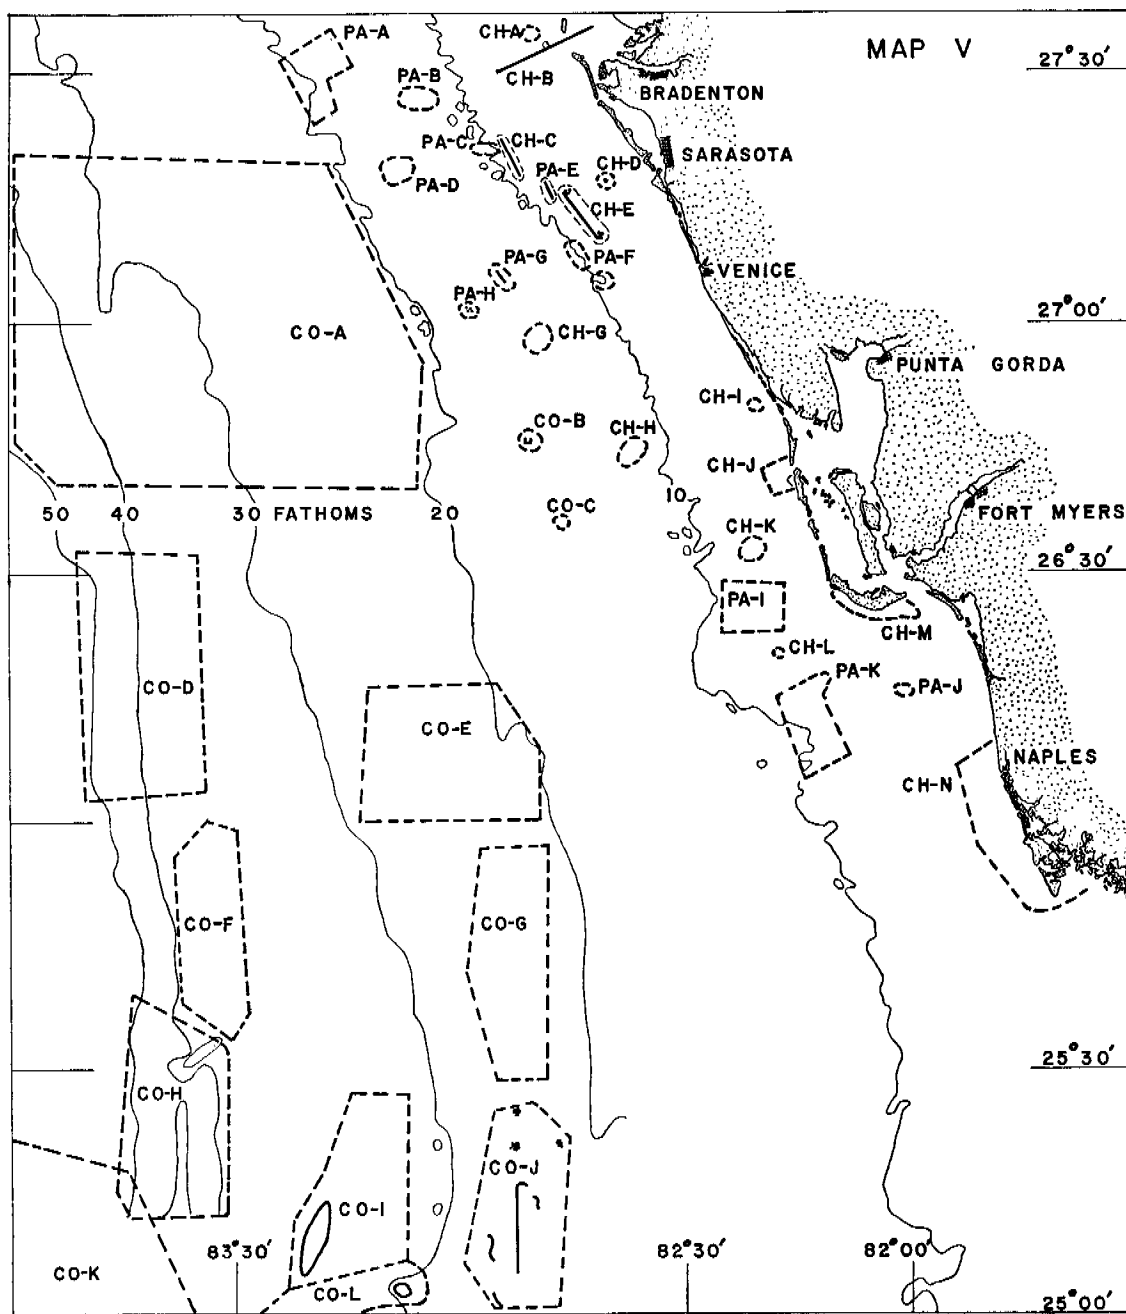 PA-A
CH-A
MAP V
27°30'
CH-B
PA-B
BRADENTON
PA-C
CH-C
SARASOTA
PA-D
PA-E
CH-D
CH-E
PA-G
PA-F
VENICE
PA-H
27°00'
CO-A
CH-G
PUNTA GORDA
CH-I
CO-B
CH-H
CH-J
10
50 40 30 FATHOMS 20
CO-C
FORT MYERS
CH-K
26°30'
PA-I
CH-M
CH-L
PA-K
CO-D
PA-J
CO-E
NAPLES
CH-N
CO-F
CO-G
25°30'
CO-H
CO-J
CO-I
83°30'
82°30'
82°00'
CO-K
CO-L
25°00'